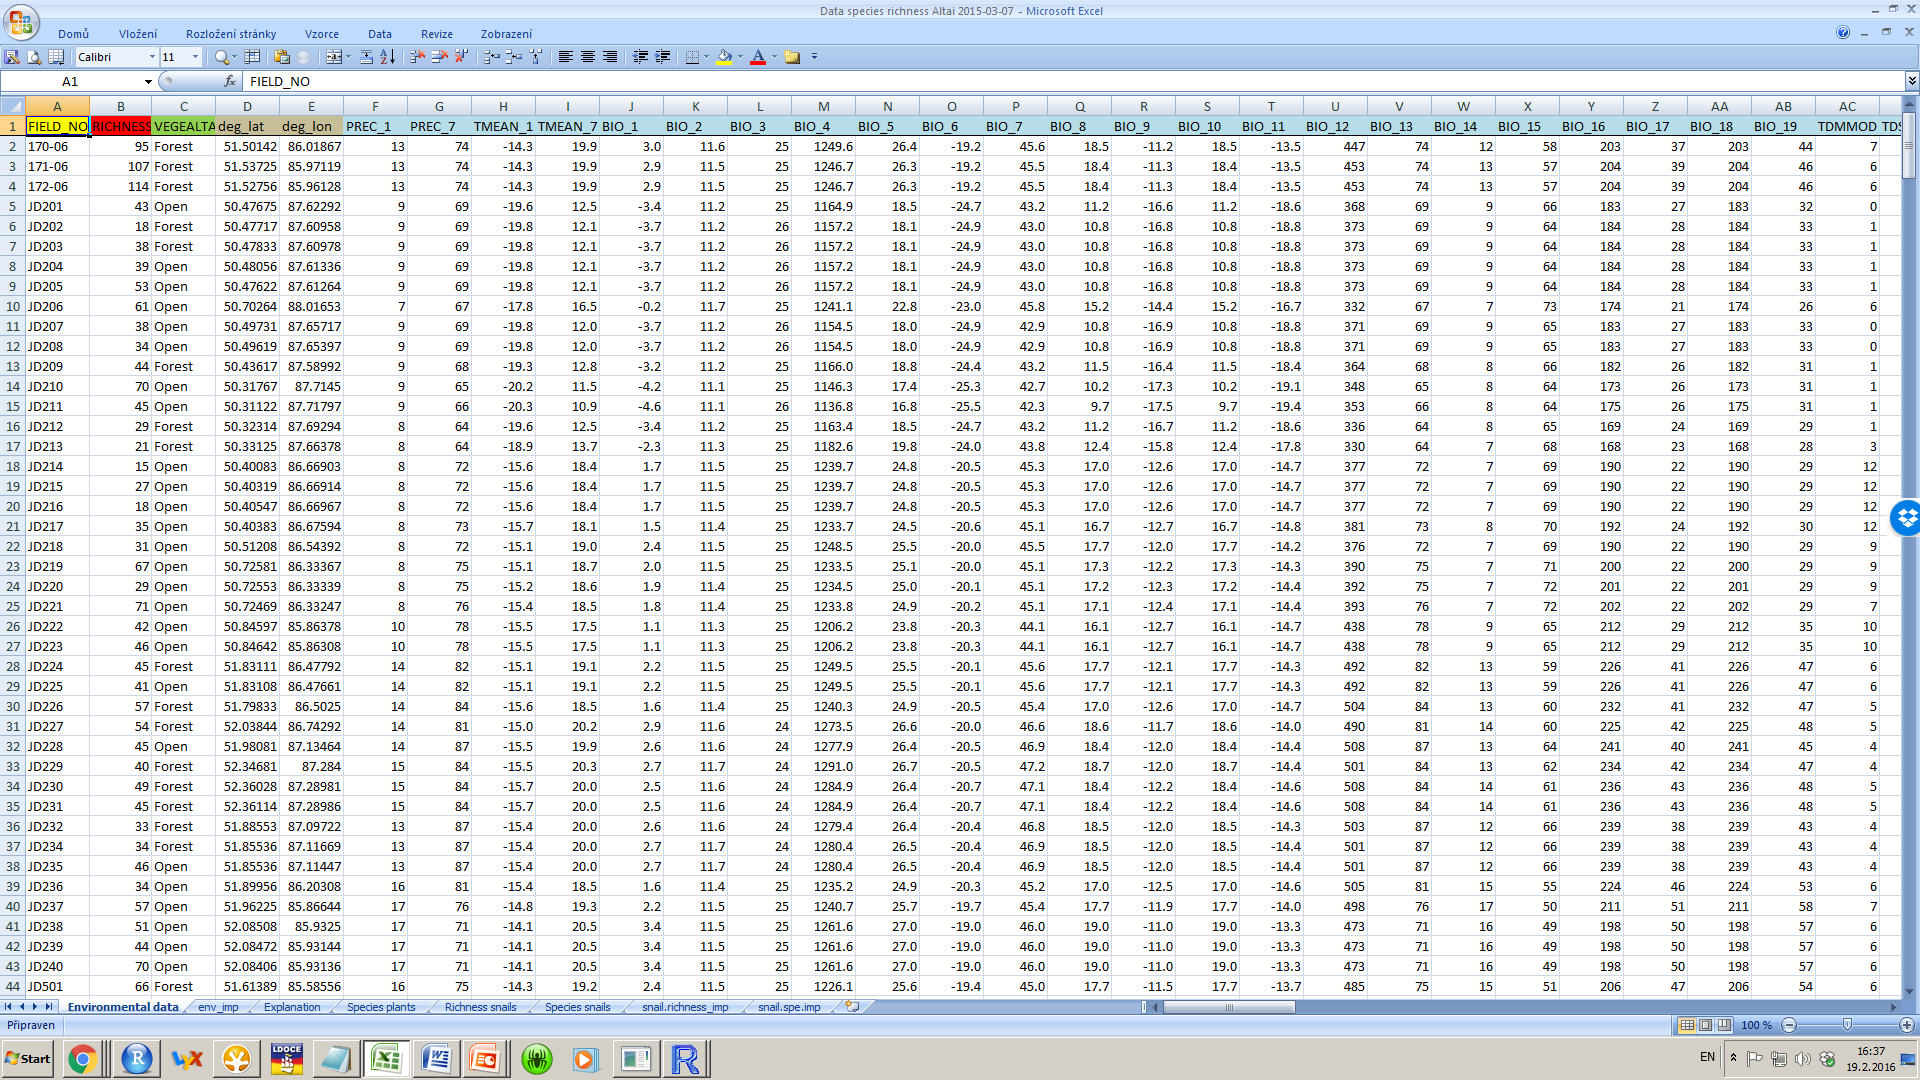 Data species richness Altai 2015-03-07 - Microsoft Excel
Domů Vložení Rozložení stránky Vzorce Data Revize Zobrazení
Calibri 11
A1 fx FIELD_NO
A B C D E F G H I J K L M N O P Q R S T U V W X Y Z AA AB AC
1 FIELD_NO RICHNESS VEGEALTA deg_lat deg_lon PREC_1 PREC_7 TMEAN_1 TMEAN_7 BIO_1 BIO_2 BIO_3 BIO_4 BIO_5 BIO_6 BIO_7 BIO_8 BIO_9 BIO_10 BIO_11 BIO_12 BIO_13 BIO_14 BIO_15 BIO_16 BIO_17 BIO_18 BIO_19 TDMMOD TDS
2 170-06 95 Forest 51.50142 86.01867 13 74 -14.3 19.9 3.0 11.6 25 1249.6 26.4 -19.2 45.6 18.5 -11.2 18.5 -13.5 447 74 12 58 203 37 203 44 7
3 171-06 107 Forest 51.53725 85.97119 13 74 -14.3 19.9 2.9 11.5 25 1246.7 26.3 -19.2 45.5 18.4 -11.3 18.4 -13.5 453 74 13 57 204 39 204 46 6
4 172-06 114 Forest 51.52756 85.96128 13 74 -14.3 19.9 2.9 11.5 25 1246.7 26.3 -19.2 45.5 18.4 -11.3 18.4 -13.5 453 74 13 57 204 39 204 46 6
5 JD201 43 Open 50.47675 87.62292 9 69 -19.6 12.5 -3.4 11.2 25 1164.9 18.5 -24.7 43.2 11.2 -16.6 11.2 -18.6 368 69 9 66 183 27 183 32 0
6 JD202 18 Forest 50.47717 87.60958 9 69 -19.8 12.1 -3.7 11.2 26 1157.2 18.1 -24.9 43.0 10.8 -16.8 10.8 -18.8 373 69 9 64 184 28 184 33 1
7 JD203 38 Forest 50.47833 87.60978 9 69 -19.8 12.1 -3.7 11.2 26 1157.2 18.1 -24.9 43.0 10.8 -16.8 10.8 -18.8 373 69 9 64 184 28 184 33 1
8 JD204 39 Open 50.48056 87.61336 9 69 -19.8 12.1 -3.7 11.2 26 1157.2 18.1 -24.9 43.0 10.8 -16.8 10.8 -18.8 373 69 9 64 184 28 184 33 1
9 JD205 53 Open 50.47622 87.61264 9 69 -19.8 12.1 -3.7 11.2 26 1157.2 18.1 -24.9 43.0 10.8 -16.8 10.8 -18.8 373 69 9 64 184 28 184 33 1
10 JD206 61 Open 50.70264 88.01653 7 67 -17.8 16.5 -0.2 11.7 25 1241.1 22.8 -23.0 45.8 15.2 -14.4 15.2 -16.7 332 67 7 73 174 21 174 26 6
11 JD207 38 Open 50.49731 87.65717 9 69 -19.8 12.0 -3.7 11.2 26 1154.5 18.0 -24.9 42.9 10.8 -16.9 10.8 -18.8 371 69 9 65 183 27 183 33 0
12 JD208 34 Open 50.49619 87.65397 9 69 -19.8 12.0 -3.7 11.2 26 1154.5 18.0 -24.9 42.9 10.8 -16.9 10.8 -18.8 371 69 9 65 183 27 183 33 0
13 JD209 44 Forest 50.43617 87.58992 9 68 -19.3 12.8 -3.2 11.2 25 1166.0 18.8 -24.4 43.2 11.5 -16.4 11.5 -18.4 364 68 8 66 182 26 182 31 1
14 JD210 70 Open 50.31767 87.7145 9 65 -20.2 11.5 -4.2 11.1 25 1146.3 17.4 -25.3 42.7 10.2 -17.3 10.2 -19.1 348 65 8 64 173 26 173 31 1
15 JD211 45 Open 50.31122 87.71797 9 66 -20.3 10.9 -4.6 11.1 26 1136.8 16.8 -25.5 42.3 9.7 -17.5 9.7 -19.4 353 66 8 64 175 26 175 31 1
16 JD212 29 Forest 50.32314 87.69294 8 64 -19.6 12.5 -3.4 11.2 25 1163.4 18.5 -24.7 43.2 11.2 -16.7 11.2 -18.6 336 64 8 65 169 24 169 29 1
17 JD213 21 Forest 50.33125 87.66378 8 64 -18.9 13.7 -2.3 11.3 25 1182.6 19.8 -24.0 43.8 12.4 -15.8 12.4 -17.8 330 64 7 68 168 23 168 28 3
18 JD214 15 Open 50.40083 86.66903 8 72 -15.6 18.4 1.7 11.5 25 1239.7 24.8 -20.5 45.3 17.0 -12.6 17.0 -14.7 377 72 7 69 190 22 190 29 12
19 JD215 27 Open 50.40319 86.66914 8 72 -15.6 18.4 1.7 11.5 25 1239.7 24.8 -20.5 45.3 17.0 -12.6 17.0 -14.7 377 72 7 69 190 22 190 29 12
20 JD216 18 Open 50.40547 86.66967 8 72 -15.6 18.4 1.7 11.5 25 1239.7 24.8 -20.5 45.3 17.0 -12.6 17.0 -14.7 377 72 7 69 190 22 190 29 12
21 JD217 35 Open 50.40383 86.67594 8 73 -15.7 18.1 1.5 11.4 25 1233.7 24.5 -20.6 45.1 16.7 -12.7 16.7 -14.8 381 73 8 70 192 24 192 30 12
22 JD218 31 Open 50.51208 86.54392 8 72 -15.1 19.0 2.4 11.5 25 1248.5 25.5 -20.0 45.5 17.7 -12.0 17.7 -14.2 376 72 7 69 190 22 190 29 9
23 JD219 67 Open 50.72581 86.33367 8 75 -15.1 18.7 2.0 11.5 25 1233.5 25.1 -20.0 45.1 17.3 -12.2 17.3 -14.3 390 75 7 71 200 22 200 29 9
24 JD220 29 Open 50.72553 86.33339 8 75 -15.2 18.6 1.9 11.4 25 1234.5 25.0 -20.1 45.1 17.2 -12.3 17.2 -14.4 392 75 7 72 201 22 201 29 9
25 JD221 71 Open 50.72469 86.33247 8 76 -15.4 18.5 1.8 11.4 25 1233.8 24.9 -20.2 45.1 17.1 -12.4 17.1 -14.4 393 76 7 72 202 22 202 29 7
26 JD222 42 Open 50.84597 85.86378 10 78 -15.5 17.5 1.1 11.3 25 1206.2 23.8 -20.3 44.1 16.1 -12.7 16.1 -14.7 438 78 9 65 212 29 212 35 10
27 JD223 46 Open 50.84642 85.86308 10 78 -15.5 17.5 1.1 11.3 25 1206.2 23.8 -20.3 44.1 16.1 -12.7 16.1 -14.7 438 78 9 65 212 29 212 35 10
28 JD224 45 Forest 51.83111 86.47792 14 82 -15.1 19.1 2.2 11.5 25 1249.5 25.5 -20.1 45.6 17.7 -12.1 17.7 -14.3 492 82 13 59 226 41 226 47 6
29 JD225 41 Open 51.83108 86.47661 14 82 -15.1 19.1 2.2 11.5 25 1249.5 25.5 -20.1 45.6 17.7 -12.1 17.7 -14.3 492 82 13 59 226 41 226 47 6
30 JD226 57 Forest 51.79833 86.5025 14 84 -15.6 18.5 1.6 11.4 25 1240.3 24.9 -20.5 45.4 17.0 -12.6 17.0 -14.7 504 84 13 60 232 41 232 47 5
31 JD227 54 Forest 52.03844 86.74292 14 81 -15.0 20.2 2.9 11.6 24 1273.5 26.6 -20.0 46.6 18.6 -11.7 18.6 -14.0 490 81 14 60 225 42 225 48 5
32 JD228 45 Open 51.98081 87.13464 14 87 -15.5 19.9 2.6 11.6 24 1277.9 26.4 -20.5 46.9 18.4 -12.0 18.4 -14.4 508 87 13 64 241 40 241 45 4
33 JD229 40 Forest 52.34681 87.284 15 84 -15.5 20.3 2.7 11.7 24 1291.0 26.7 -20.5 47.2 18.7 -12.0 18.7 -14.4 501 84 13 62 234 42 234 47 4
34 JD230 49 Forest 52.36028 87.28981 15 84 -15.7 20.0 2.5 11.6 24 1284.9 26.4 -20.7 47.1 18.4 -12.2 18.4 -14.6 508 84 14 61 236 43 236 48 5
35 JD231 45 Forest 52.36114 87.28986 15 84 -15.7 20.0 2.5 11.6 24 1284.9 26.4 -20.7 47.1 18.4 -12.2 18.4 -14.6 508 84 14 61 236 43 236 48 5
36 JD232 33 Forest 51.88553 87.09722 13 87 -15.4 20.0 2.6 11.6 24 1279.4 26.4 -20.4 46.8 18.5 -12.0 18.5 -14.3 503 87 12 66 239 38 239 43 4
37 JD234 34 Forest 51.85536 87.11669 13 87 -15.4 20.0 2.7 11.7 24 1280.4 26.5 -20.4 46.9 18.5 -12.0 18.5 -14.4 501 87 12 66 239 38 239 43 4
38 JD235 46 Open 51.85536 87.11447 13 87 -15.4 20.0 2.7 11.7 24 1280.4 26.5 -20.4 46.9 18.5 -12.0 18.5 -14.4 501 87 12 66 239 38 239 43 4
39 JD236 34 Open 51.89956 86.20308 16 81 -15.4 18.5 1.6 11.4 25 1235.2 24.9 -20.3 45.2 17.0 -12.5 17.0 -14.6 505 81 15 55 224 46 224 53 6
40 JD237 57 Open 51.96225 85.86644 17 76 -14.8 19.3 2.2 11.5 25 1240.7 25.7 -19.7 45.4 17.7 -11.9 17.7 -14.0 498 76 17 50 211 51 211 58 7
41 JD238 51 Open 52.08508 85.9325 17 71 -14.1 20.5 3.4 11.5 25 1261.6 27.0 -19.0 46.0 19.0 -11.0 19.0 -13.3 473 71 16 49 198 50 198 57 6
42 JD239 44 Open 52.08472 85.93144 17 71 -14.1 20.5 3.4 11.5 25 1261.6 27.0 -19.0 46.0 19.0 -11.0 19.0 -13.3 473 71 16 49 198 50 198 57 6
43 JD240 70 Open 52.08406 85.93136 17 71 -14.1 20.5 3.4 11.5 25 1261.6 27.0 -19.0 46.0 19.0 -11.0 19.0 -13.3 473 71 16 49 198 50 198 57 6
44 JD501 66 Forest 51.61389 85.58556 16 75 -14.3 19.2 2.4 11.5 25 1226.1 25.6 -19.4 45.0 17.7 -11.5 17.7 -13.7 485 75 15 51 206 47 206 54 6
Environmental data env_imp Explanation Species plants Richness snails Species snails snail.richness_imp snail.spe.imp
Připraven 100 %
Start LDOCE EN 16:37
19.2.2016